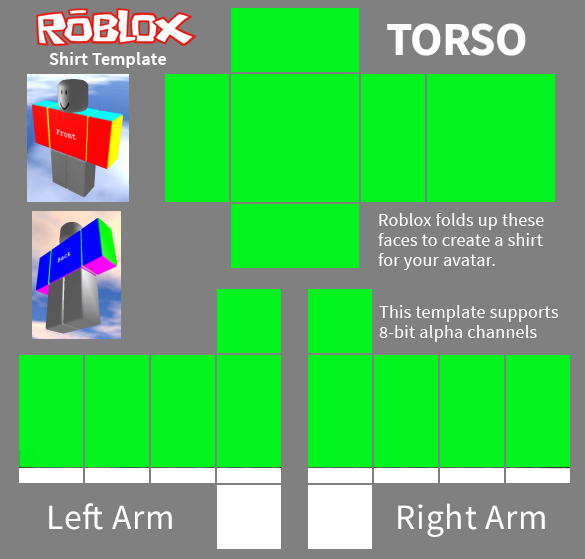 ROBLOX
Shirt Template
TORSO
Front
Back
Roblox folds up these
faces to create a shirt
for your avatar.
This template supports
8-bit alpha channels
Left Arm
Right Arm